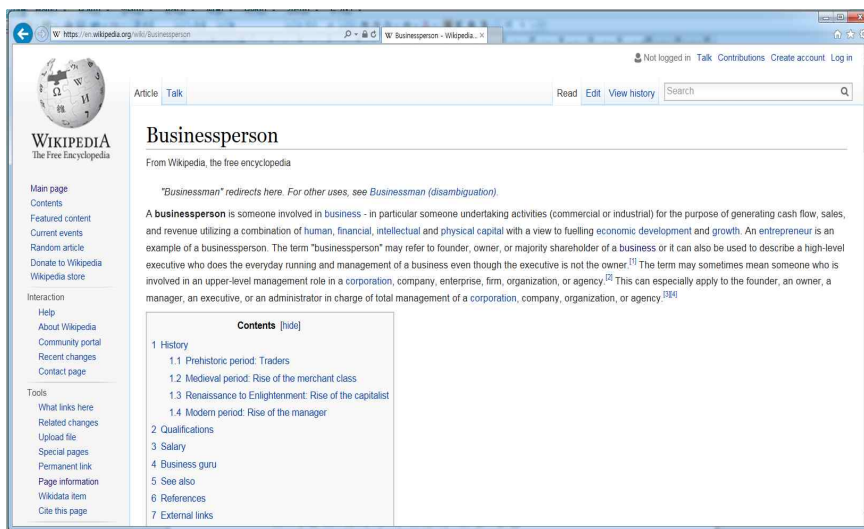 https://en.wikipedia.org/wiki/Businessperson
W Businessperson - Wikipedia...
Not logged in Talk Contributions Create account Log in
Article Talk
Read Edit View history Search
WIKIPEDIA
The Free Encyclopedia
Main page
Contents
Featured content
Current events
Random article
Donate to Wikipedia
Wikipedia store
Interaction
Help
About Wikipedia
Community portal
Recent changes
Contact page
Tools
What links here
Related changes
Upload file
Special pages
Permanent link
Page information
Wikidata item
Cite this page
Businessperson
From Wikipedia, the free encyclopedia
"Businessman" redirects here. For other uses, see Businessman (disambiguation).
A businessperson is someone involved in business - in particular someone undertaking activities (commercial or industrial) for the purpose of generating cash flow, sales,
and revenue utilizing a combination of human, financial, intellectual and physical capital with a view to fuelling economic development and growth. An entrepreneur is an
example of a businessperson. The term "businessperson" may refer to founder, owner, or majority shareholder of a business or it can also be used to describe a high-level
executive who does the everyday running and management of a business even though the executive is not the owner.[1] The term may sometimes mean someone who is
involved in an upper-level management role in a corporation, company, enterprise, firm, organization, or agency.[2] This can especially apply to the founder, an owner, a
manager, an executive, or an administrator in charge of total management of a corporation, company, organization, or agency.[3][4]
Contents [hide]
1 History
1.1 Prehistoric period: Traders
1.2 Medieval period: Rise of the merchant class
1.3 Renaissance to Enlightenment: Rise of the capitalist
1.4 Modern period: Rise of the manager
2 Qualifications
3 Salary
4 Business guru
5 See also
6 References
7 External links